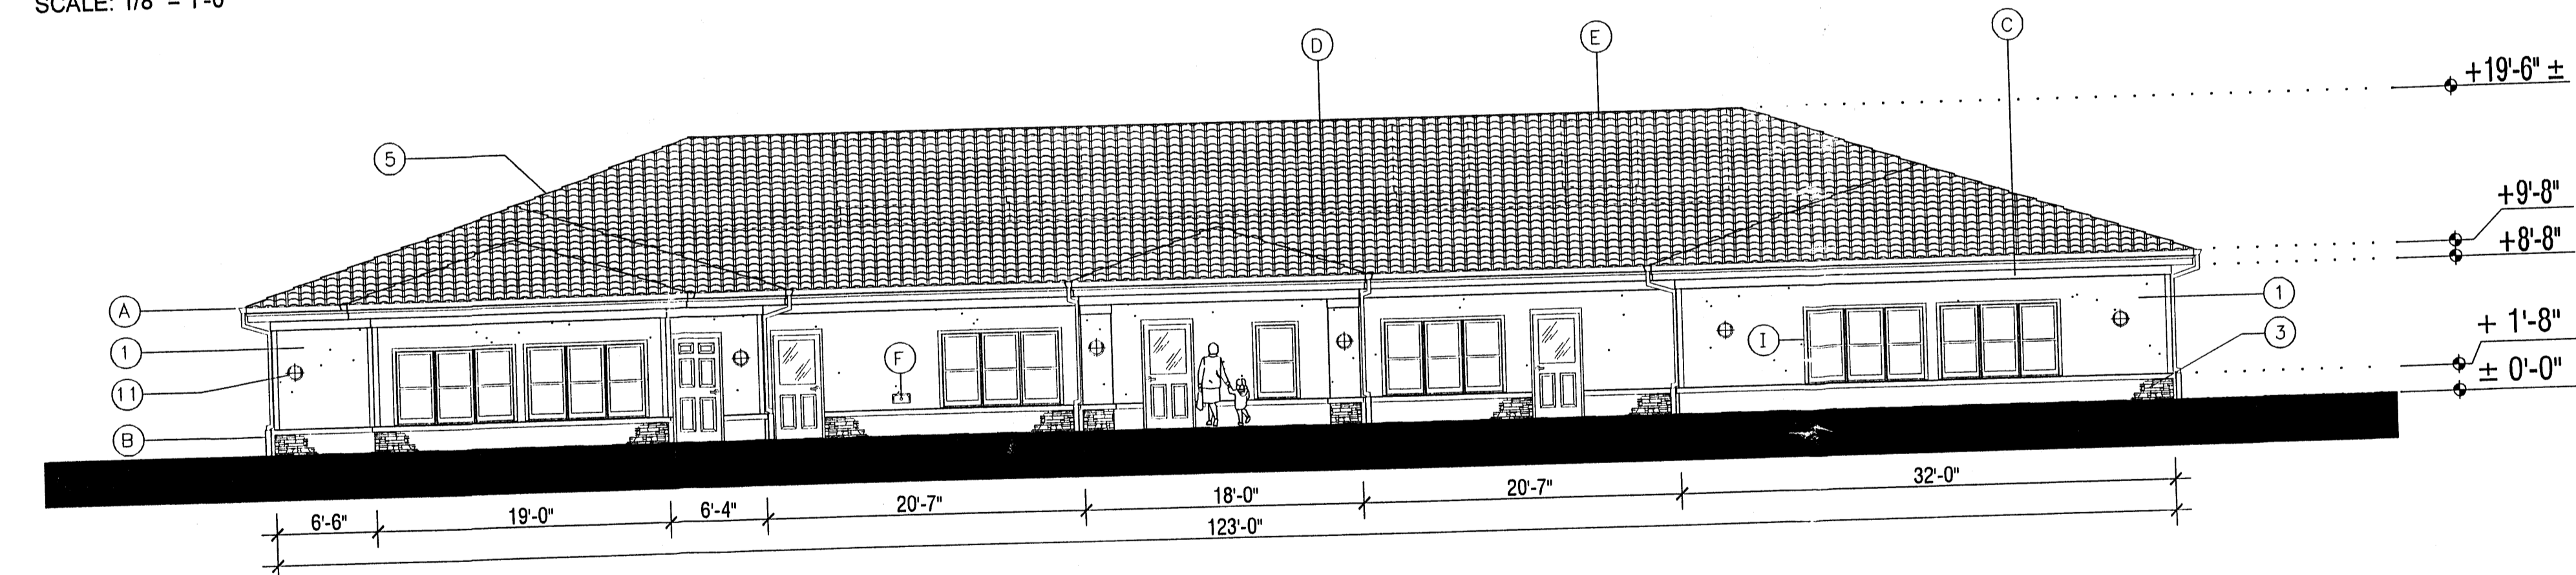 SCALE: 1/8" = 1'-0"
D
E
C
+19'-6" ±
5
+9'-8"
+8'-8"
A
1
11
B
F
I
1
3
+ 1'-8"
± 0'-0"
6'-6"
19'-0"
6'-4"
20'-7"
18'-0"
20'-7"
32'-0"
123'-0"